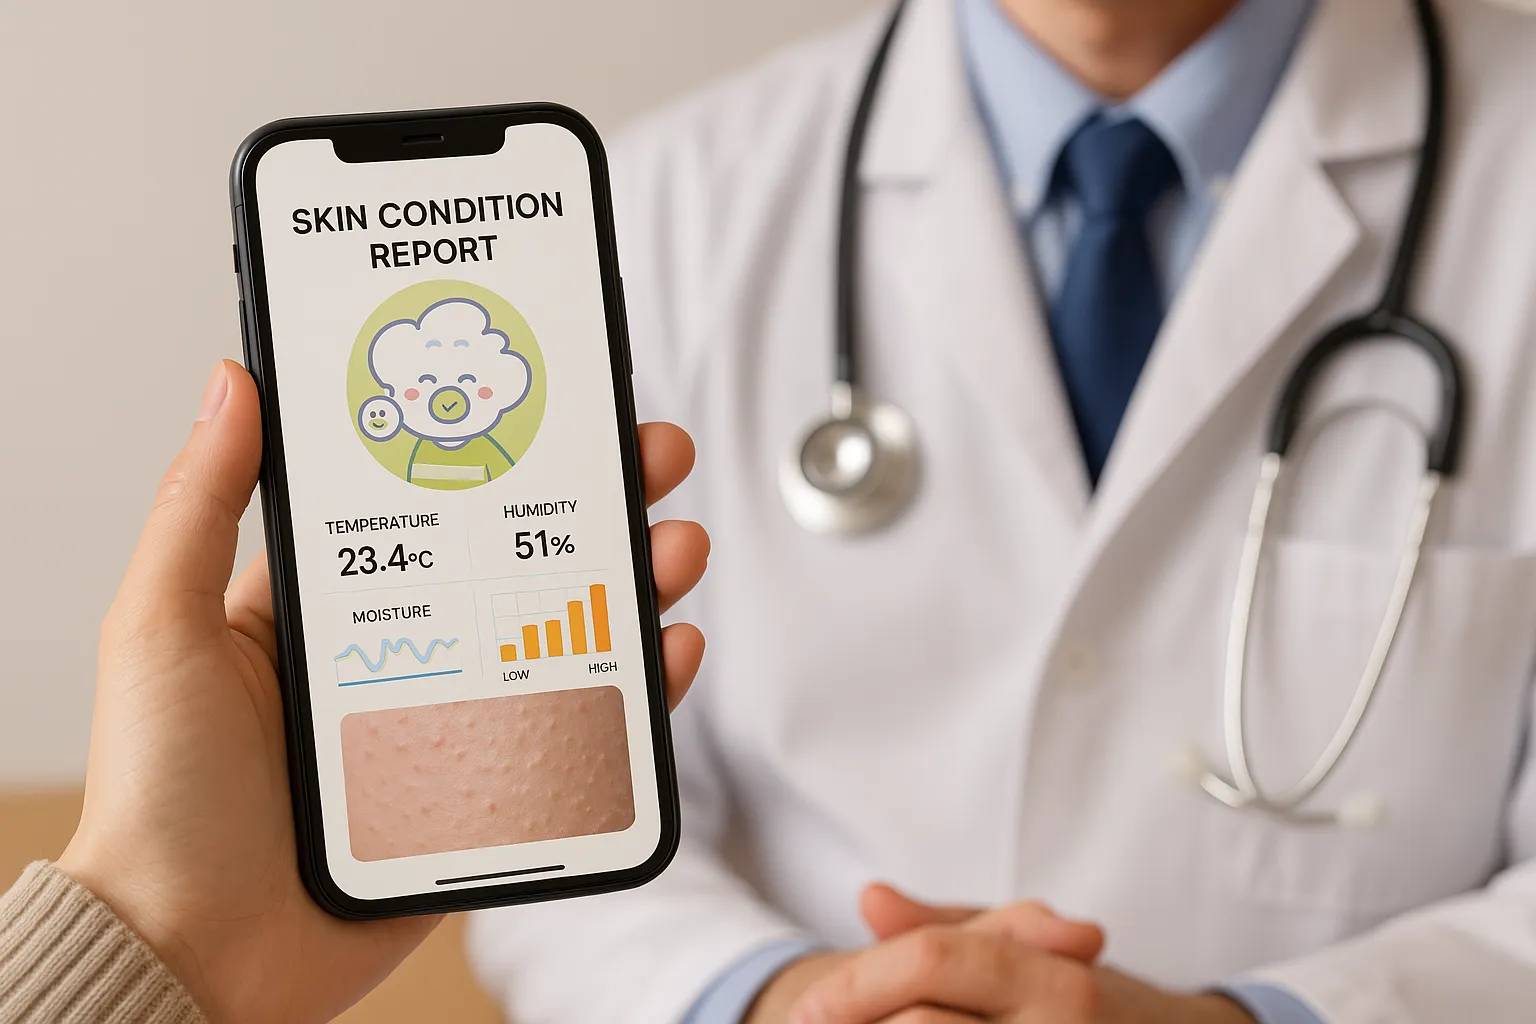 SKIN CONDITION
REPORT
TEMPERATURE
23.4°C
HUMIDITY
51%
MOISTURE
LOW
HIGH